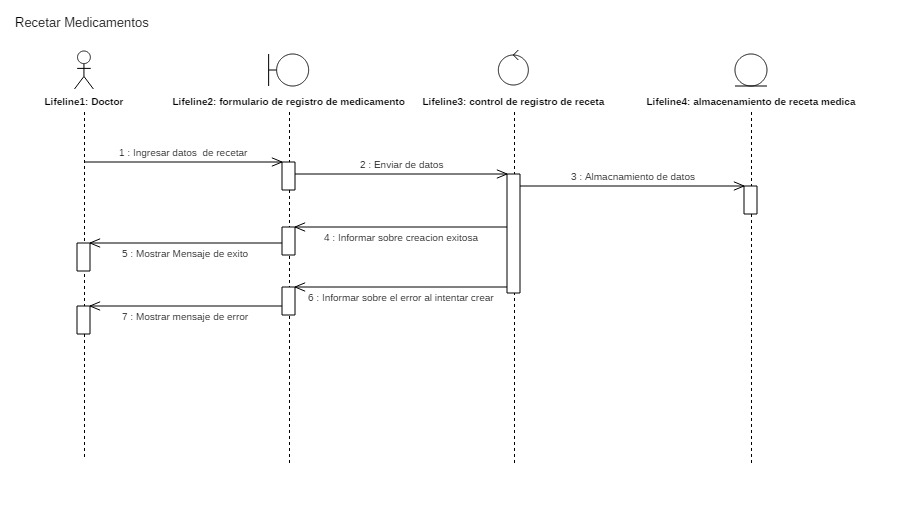 Recetar Medicamentos
Lifeline1: Doctor
Lifeline2: formulario de registro de medicamento
Lifeline3: control de registro de receta
Lifeline4: almacenamiento de receta medica
1 : Ingresar datos  de recetar
2 : Enviar de datos
3 : Almacnamiento de datos
4 : Informar sobre creacion exitosa
5 : Mostrar Mensaje de exito
6 : Informar sobre el error al intentar crear
7 : Mostrar mensaje de error